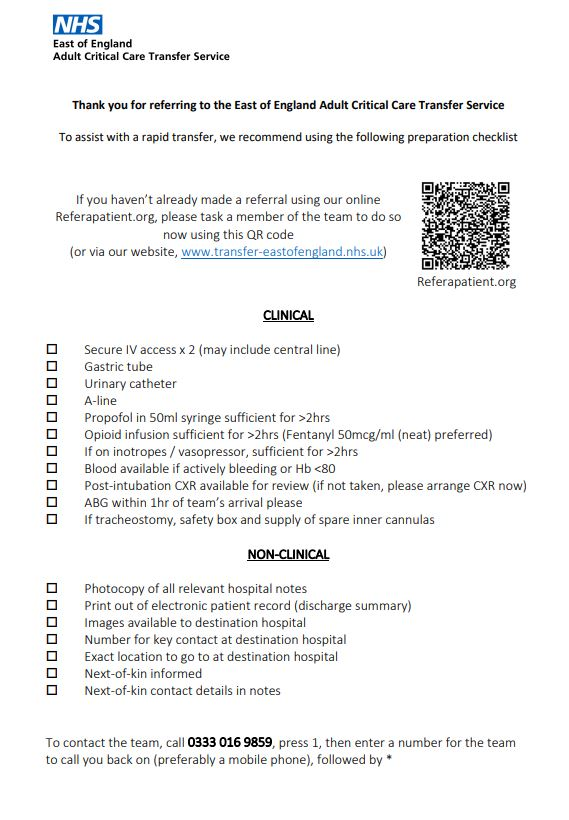 NHS
East of England
Adult Critical Care Transfer Service
Thank you for referring to the East of England Adult Critical Care Transfer Service
To assist with a rapid transfer, we recommend using the following preparation checklist
If you haven’t already made a referral using our online
Referapatient.org, please task a member of the team to do so
now using this QR code
(or via our website, www.transfer-eastofengland.nhs.uk)
Referapatient.org
CLINICAL
☐ Secure IV access x 2 (may include central line)
☐ Gastric tube
☐ Urinary catheter
☐ A-line
☐ Propofol in 50ml syringe sufficient for >2hrs
☐ Opioid infusion sufficient for >2hrs (Fentanyl 50mcg/ml (neat) preferred)
☐ If on inotropes / vasopressor, sufficient for >2hrs
☐ Blood available if actively bleeding or Hb <80
☐ Post-intubation CXR available for review (if not taken, please arrange CXR now)
☐ ABG within 1hr of team’s arrival please
☐ If tracheostomy, safety box and supply of spare inner cannulas
NON-CLINICAL
☐ Photocopy of all relevant hospital notes
☐ Print out of electronic patient record (discharge summary)
☐ Images available to destination hospital
☐ Number for key contact at destination hospital
☐ Exact location to go to at destination hospital
☐ Next-of-kin informed
☐ Next-of-kin contact details in notes
To contact the team, call 0333 016 9859, press 1, then enter a number for the team
to call you back on (preferably a mobile phone), followed by *